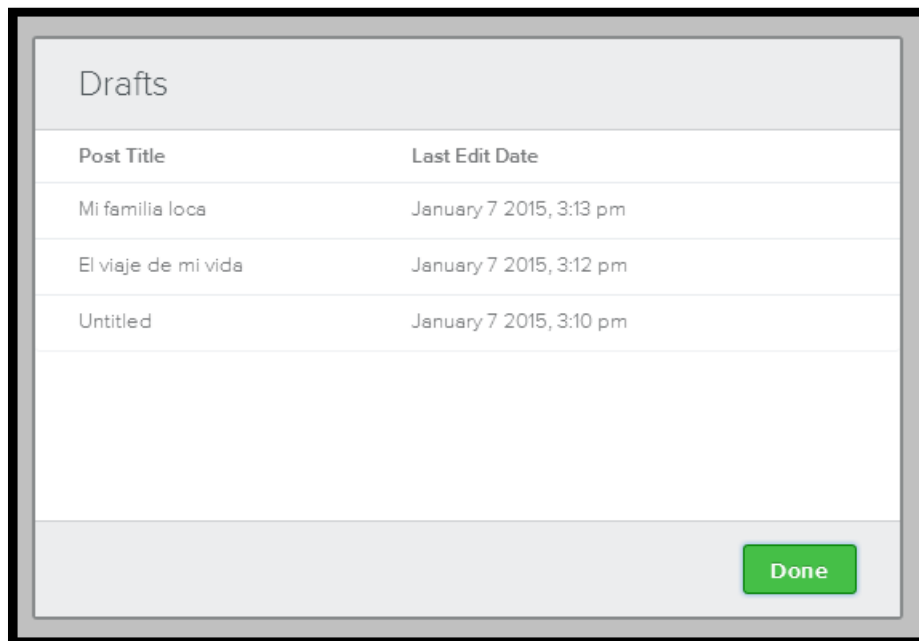 Drafts
Post Title Last Edit Date
Mi familia loca January 7 2015, 3:13 pm
El viaje de mi vida January 7 2015, 3:12 pm
Untitled January 7 2015, 3:10 pm
Done